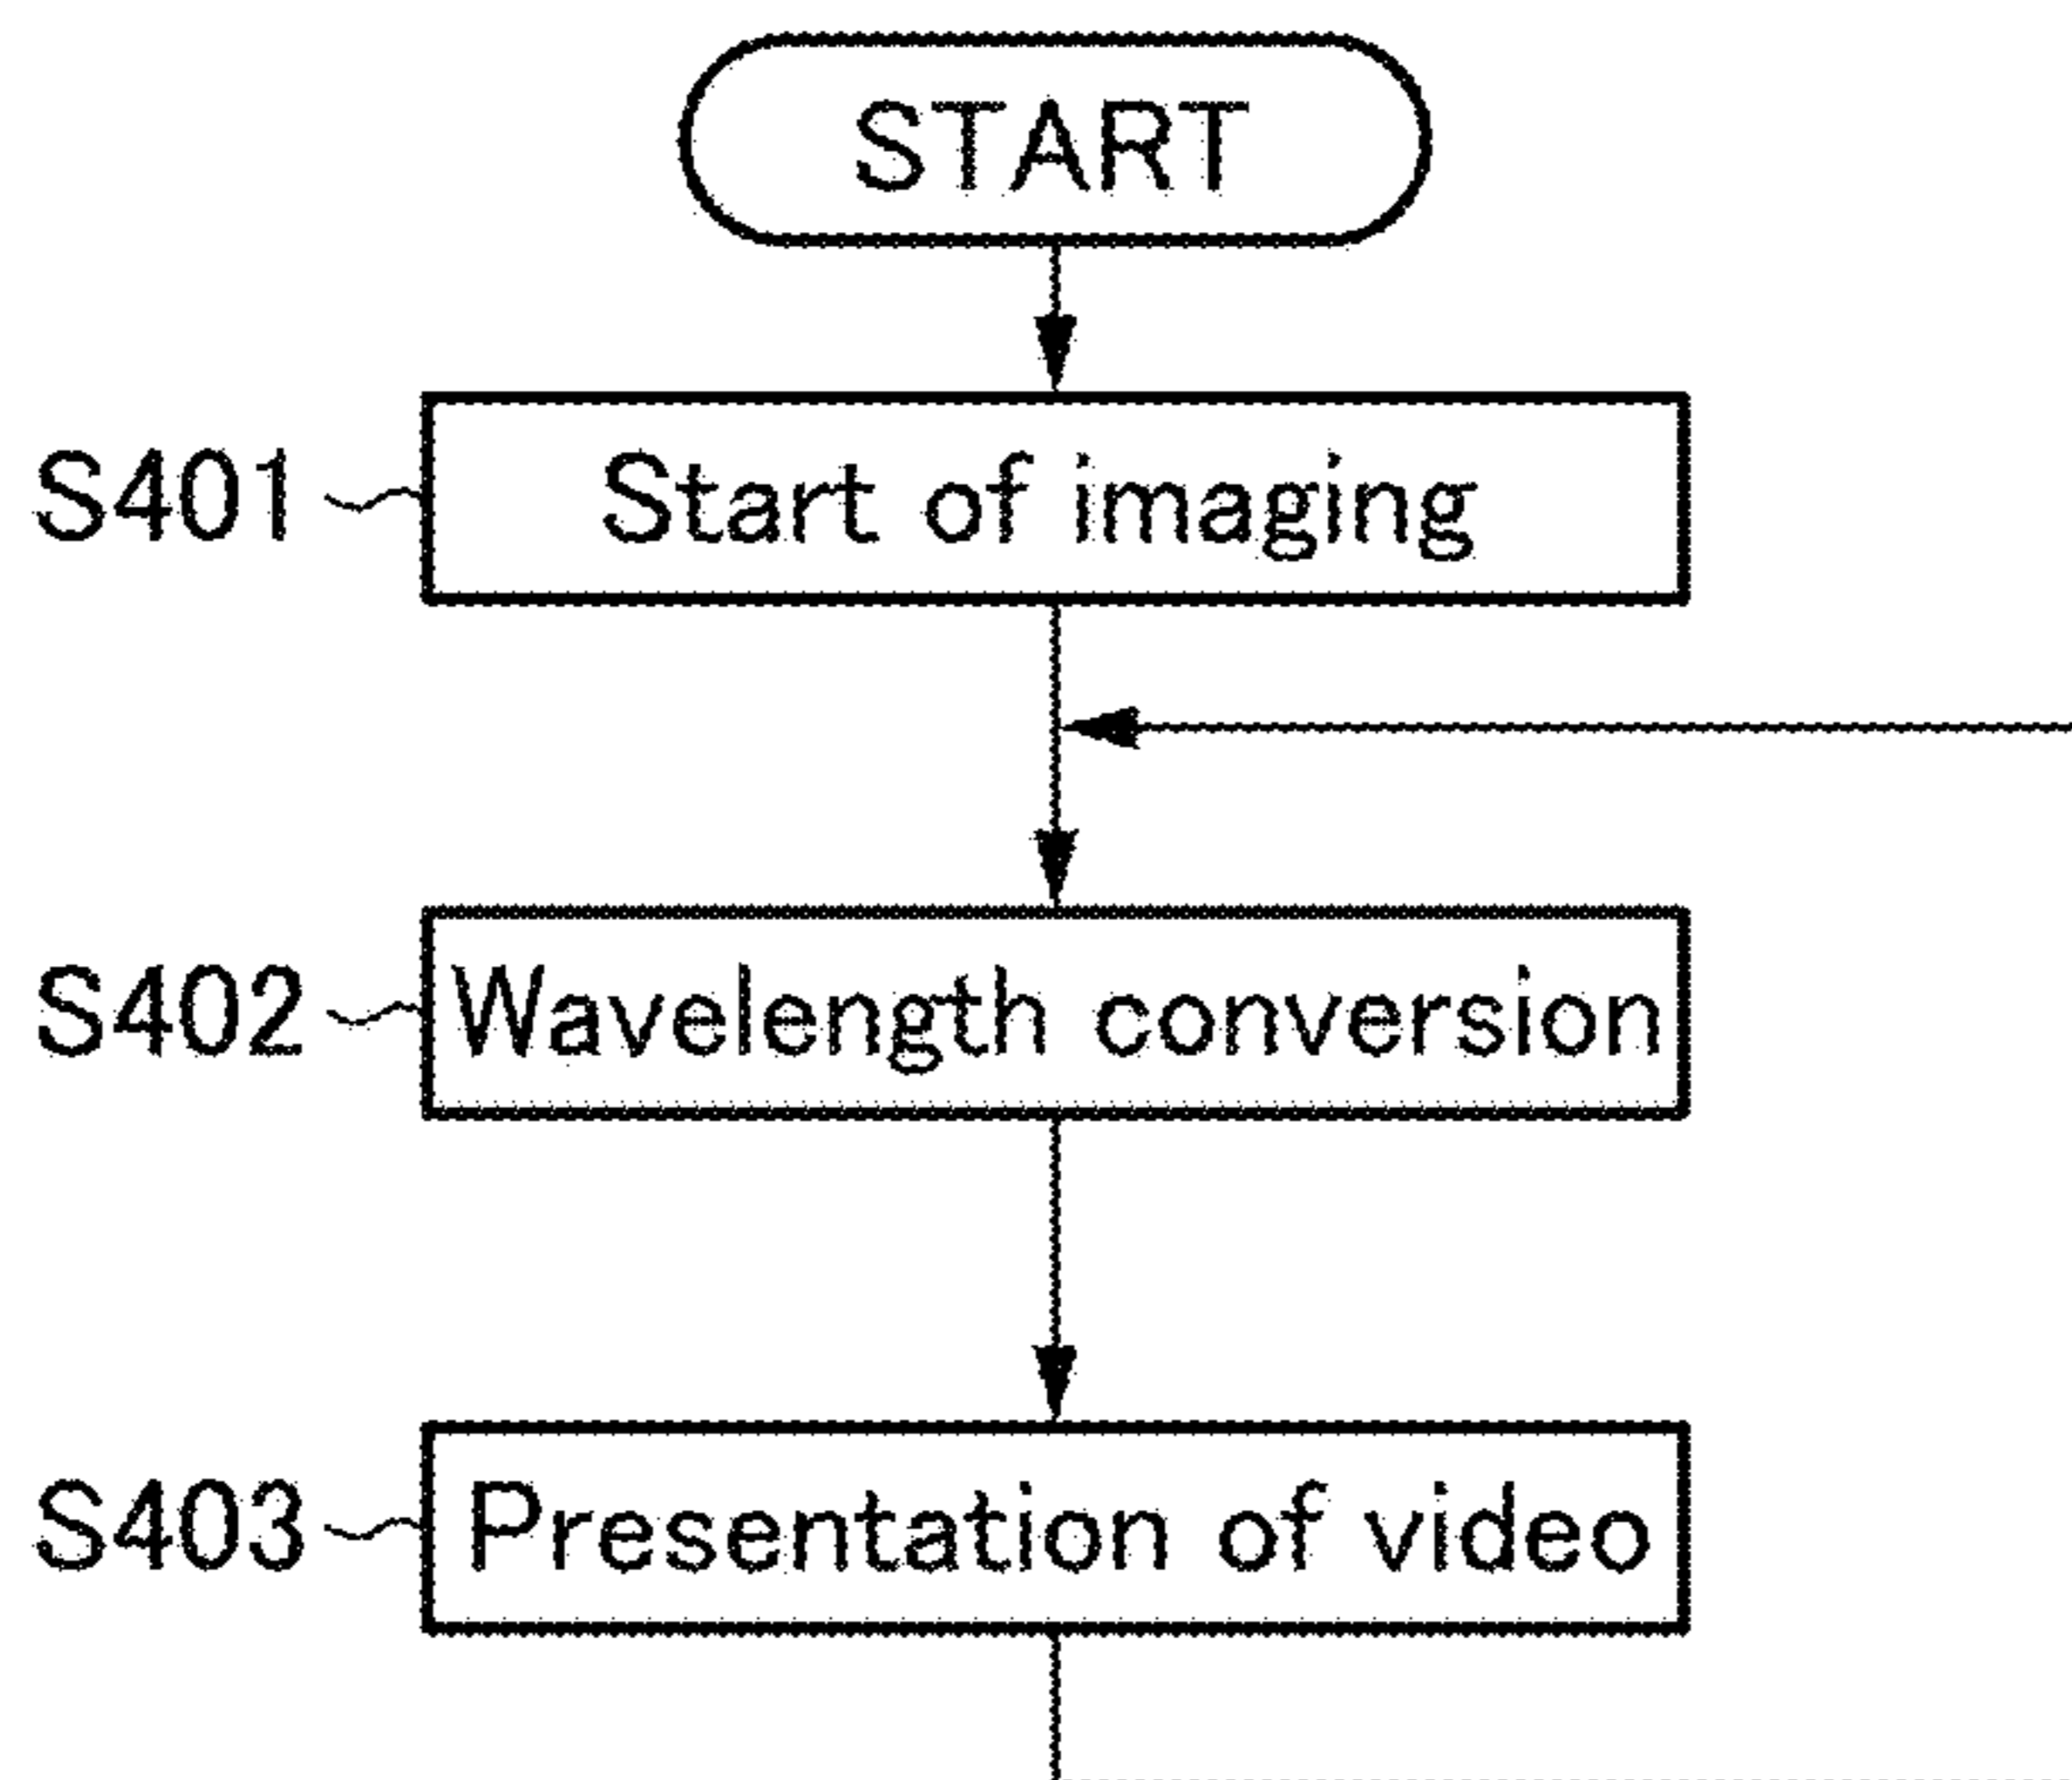 START
S401
Start of imaging
S402
Wavelength conversion
S403
Presentation of video